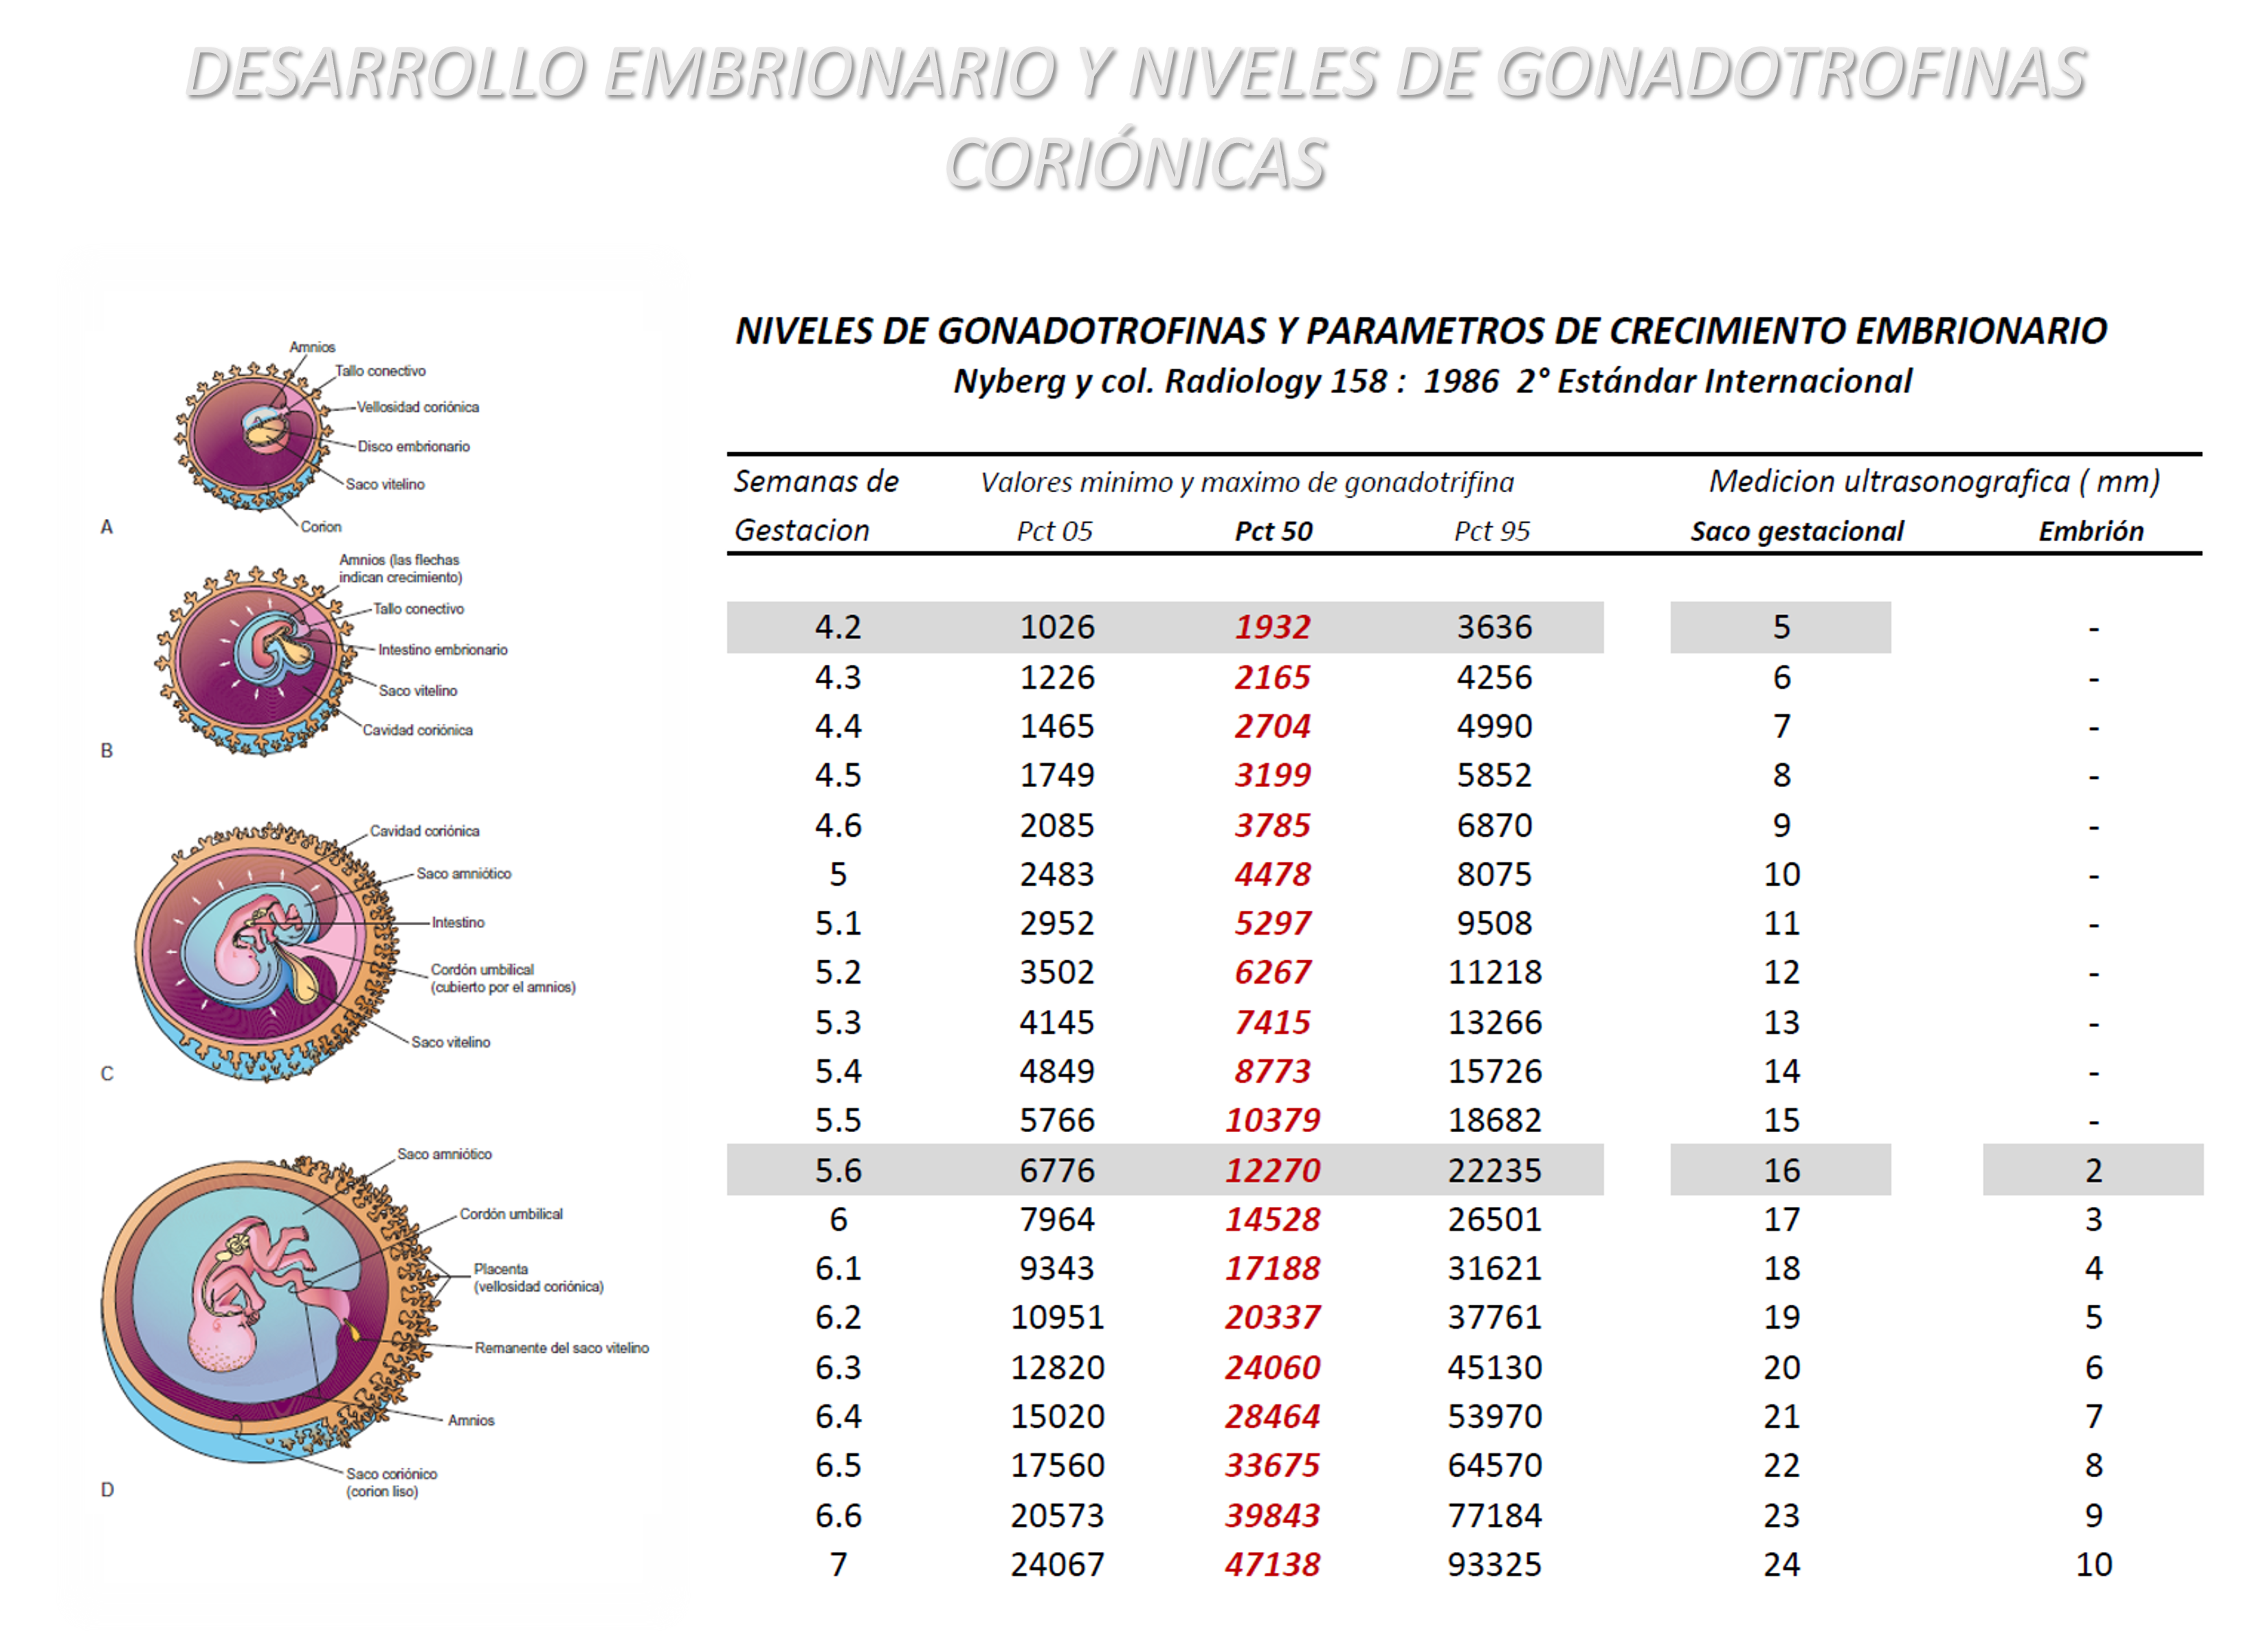 DESARROLLO EMBRIONARIO Y NIVELES DE GONADOTROFINAS
CORIÓNICAS
Amnios
Tallo conectivo
Vellosidad coriónica
Disco embrionario
Saco vitelino
Corion
A
Amnios (las flechas
indican crecimiento)
Tallo conectivo
Intestino embrionario
Saco vitelino
Cavidad coriónica
B
Cavidad coriónica
Saco amniótico
Intestino
Cordón umbilical
(cubierto por el amnios)
Saco vitelino
C
Saco amniótico
Cordón umbilical
Placenta
(vellosidad coriónica)
Remanente del saco vitelino
Amnios
Saco coriónico
(corion liso)
D
NIVELES DE GONADOTROFINAS Y PARAMETROS DE CRECIMIENTO EMBRIONARIO
Nyberg y col. Radiology 158 : 1986 2° Estándar Internacional
Semanas de Valores minimo y maximo de gonadotrifina Medicion ultrasonografica ( mm)
Gestacion Pct 05 Pct 50 Pct 95 Saco gestacional Embrión
4.2 1026 1932 3636 5 -
4.3 1226 2165 4256 6 -
4.4 1465 2704 4990 7 -
4.5 1749 3199 5852 8 -
4.6 2085 3785 6870 9 -
5 2483 4478 8075 10 -
5.1 2952 5297 9508 11 -
5.2 3502 6267 11218 12 -
5.3 4145 7415 13266 13 -
5.4 4849 8773 15726 14 -
5.5 5766 10379 18682 15 -
5.6 6776 12270 22235 16 2
6 7964 14528 26501 17 3
6.1 9343 17188 31621 18 4
6.2 10951 20337 37761 19 5
6.3 12820 24060 45130 20 6
6.4 15020 28464 53970 21 7
6.5 17560 33675 64570 22 8
6.6 20573 39843 77184 23 9
7 24067 47138 93325 24 10